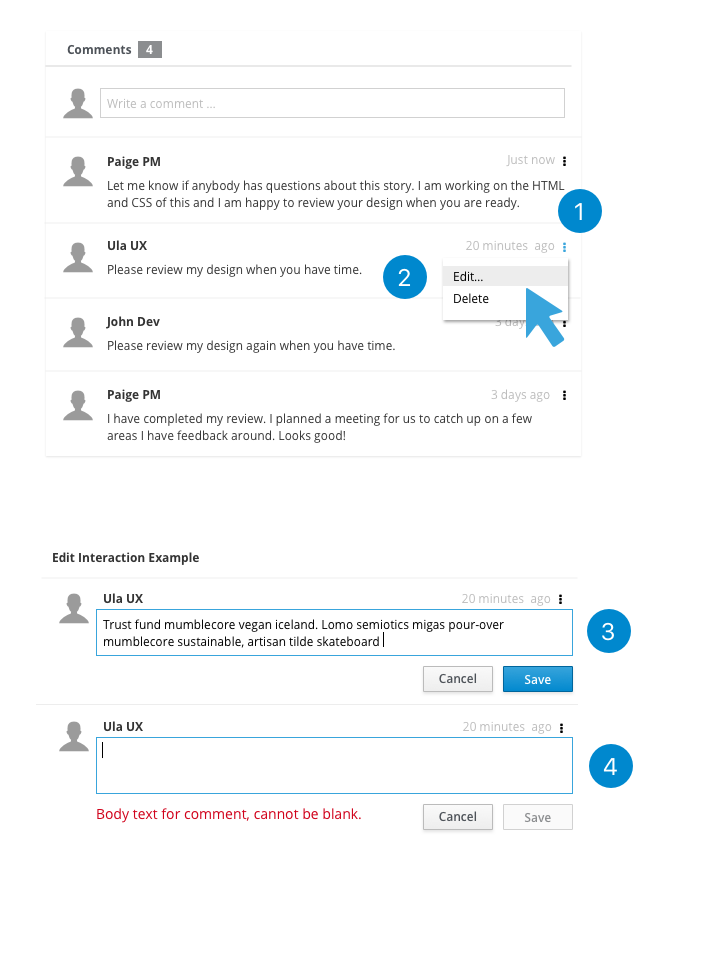 Comments 4
Write a comment ...
Paige PM Just now
Let me know if anybody has questions about this story. I am working on the HTML
and CSS of this and I am happy to review your design when you are ready.
1
Ula UX 20 minutes ago
Please review my design when you have time.
2
Edit...
Delete
John Dev 3 day
Please review my design again when you have time.
Paige PM 3 days ago
I have completed my review. I planned a meeting for us to catch up on a few
areas I have feedback around. Looks good!
Edit Interaction Example
Ula UX 20 minutes ago
Trust fund mumblecore vegan iceland. Lomo semiotics migas pour-over
mumblecore sustainable, artisan tilde skateboard
3
Cancel Save
Ula UX 20 minutes ago
4
Body text for comment, cannot be blank.
Cancel Save